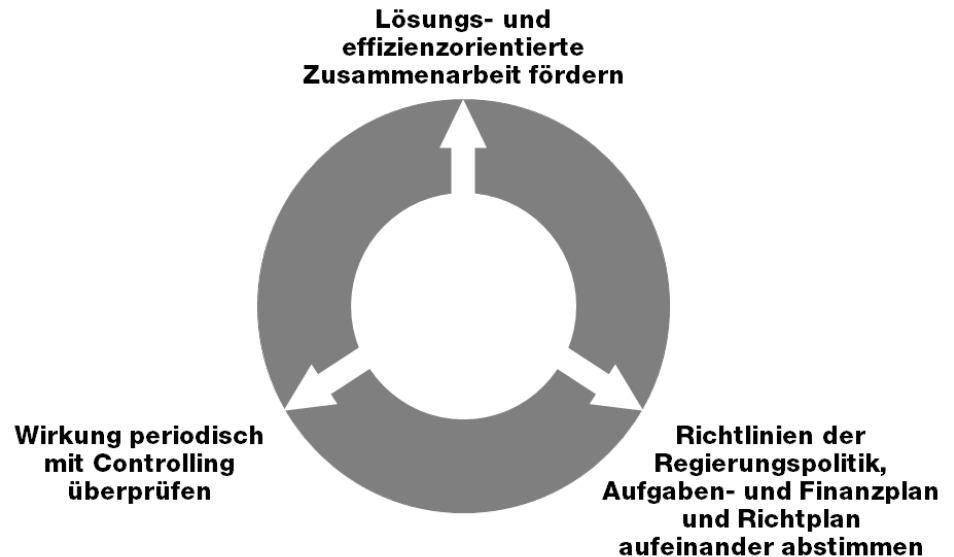 Lösungs- und
effizienzorientierte
Zusammenarbeit fördern
Wirkung periodisch
mit Controlling
überprüfen
Richtlinien der
Regierungspolitik,
Aufgaben- und Finanzplan
und Richtplan
aufeinander abstimmen